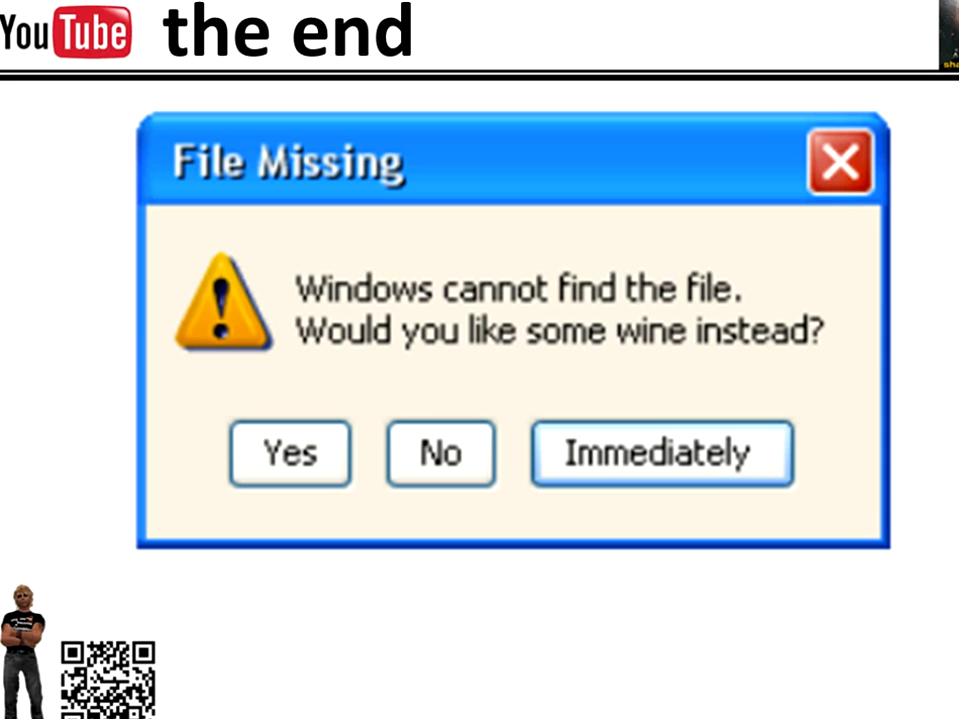 YouTube the end
File Missing
Windows cannot find the file.
Would you like some wine instead?
Yes No Immediately